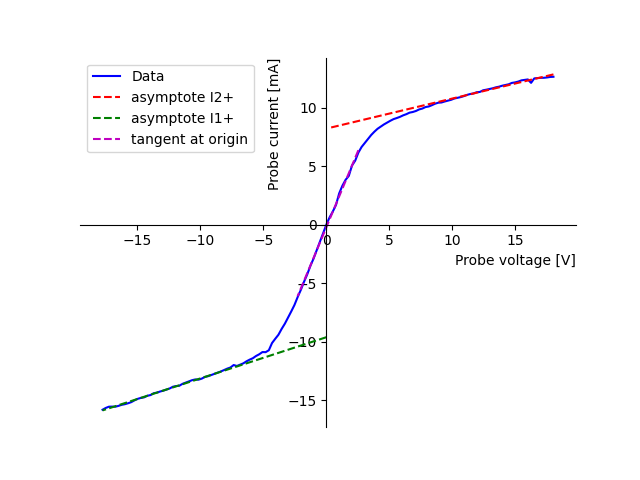 Data
asymptote I2+
asymptote I1+
tangent at origin
Probe current [mA]
10
5
0
−5
−10
−15
−15
−10
−5
0
5
10
15
Probe voltage [V]